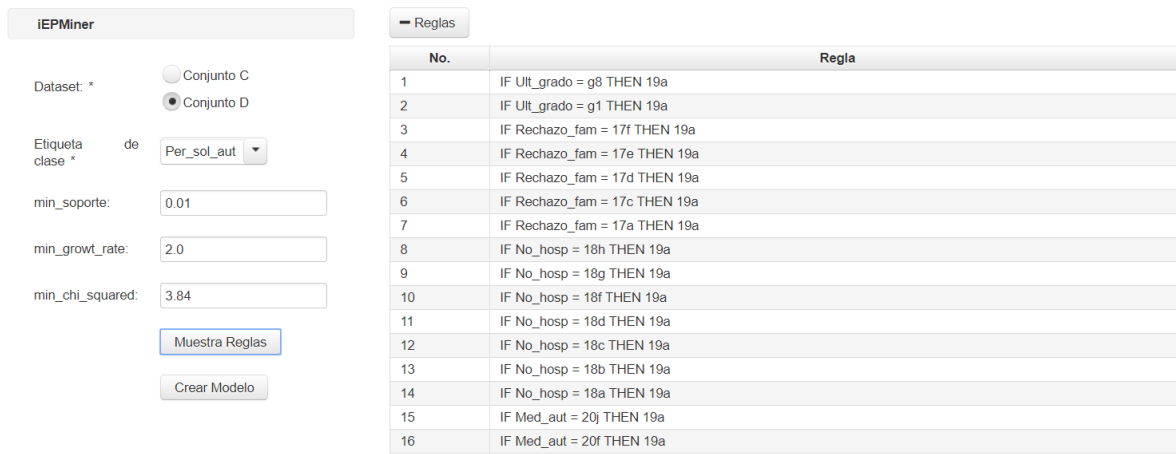 iEPMiner
Dataset: *
Conjunto C
Conjunto D
Etiqueta de
clase *
Per_sol_aut
min_soporte:
0.01
min_growt_rate:
2.0
min_chi_squared:
3.84
Muestra Reglas
Crear Modelo
Reglas
No. Regla
1 IF Ult_grado = g8 THEN 19a
2 IF Ult_grado = g1 THEN 19a
3 IF Rechazo_fam = 17f THEN 19a
4 IF Rechazo_fam = 17e THEN 19a
5 IF Rechazo_fam = 17d THEN 19a
6 IF Rechazo_fam = 17c THEN 19a
7 IF Rechazo_fam = 17a THEN 19a
8 IF No_hosp = 18h THEN 19a
9 IF No_hosp = 18g THEN 19a
10 IF No_hosp = 18f THEN 19a
11 IF No_hosp = 18d THEN 19a
12 IF No_hosp = 18c THEN 19a
13 IF No_hosp = 18b THEN 19a
14 IF No_hosp = 18a THEN 19a
15 IF Med_aut = 20j THEN 19a
16 IF Med_aut = 20f THEN 19a